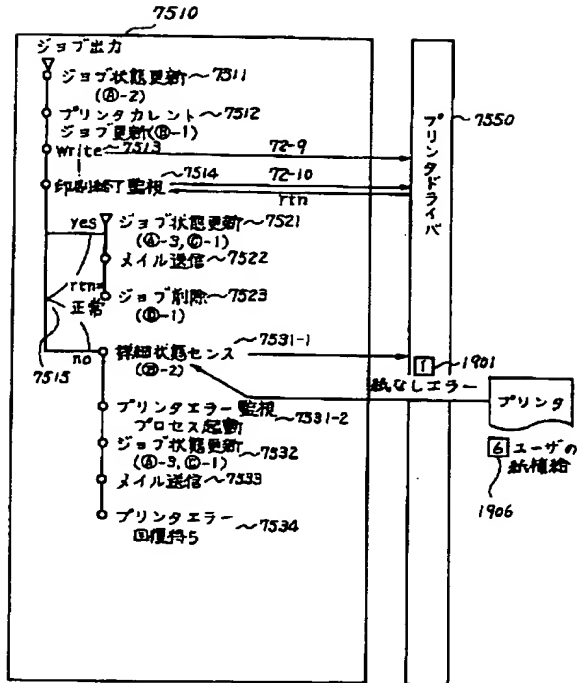 7510
ジョブ出力
ジョブ状態更新～7511
(Ⓐ-2)
プリンタカレント～7512
ジョブ更新(Ⓑ-1)
Write～7513
72-9
印刷終了監視
7514
72-10
rtn
プリンタドライバ
7550
yes
ジョブ状態更新～7521
(Ⓐ-3,Ⓒ-1)
メイル送信～7522
rtn=
正常
ジョブ削除～7523
(Ⓓ-1)
7515
no
詳細状態センス
7531-1
(Ⓑ-2)
1
1901
紙なしエラー
プリンタ
プリンタエラー監視
プロセス起動
7531-2
ジョブ状態更新～7532
(Ⓐ-3,Ⓒ-1)
メイル送信～7533
プリンタエラー～7534
回復待ち
6 ユーザの
紙補給
1906